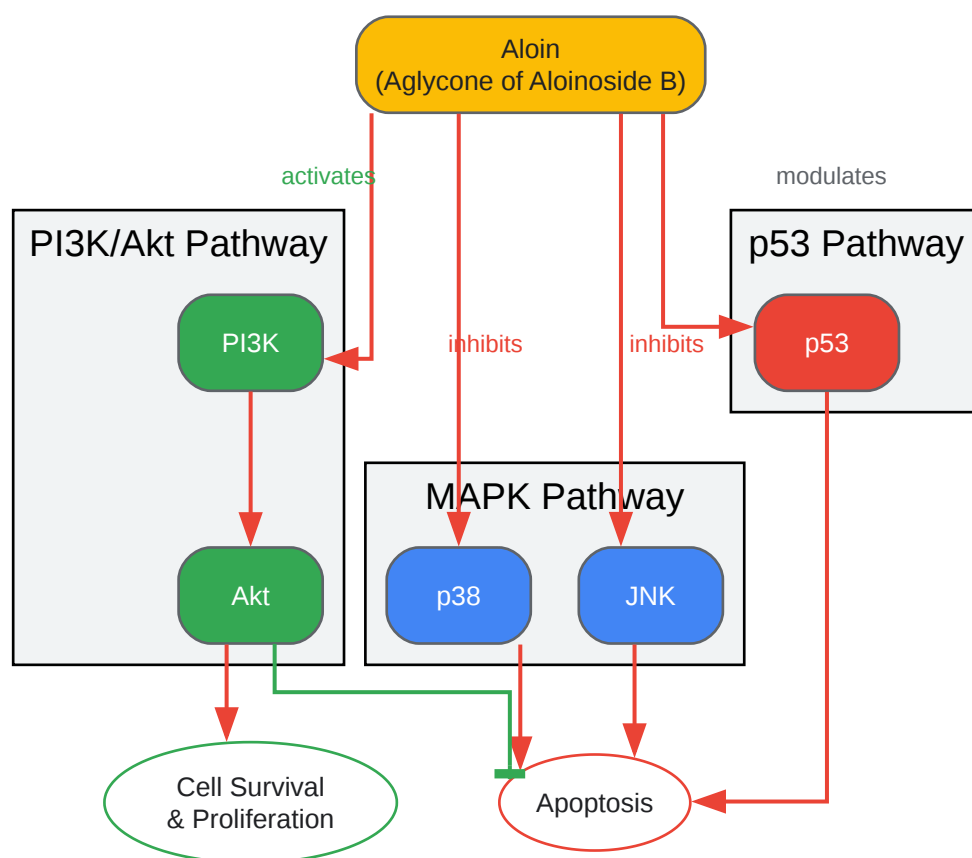 Aloin
(Aglycone of Aloinoside B)
activates
modulates
PI3K/Akt Pathway
p53 Pathway
PI3K
inhibits
inhibits
p53
MAPK Pathway
Akt
p38
JNK
Cell Survival
& Proliferation
Apoptosis